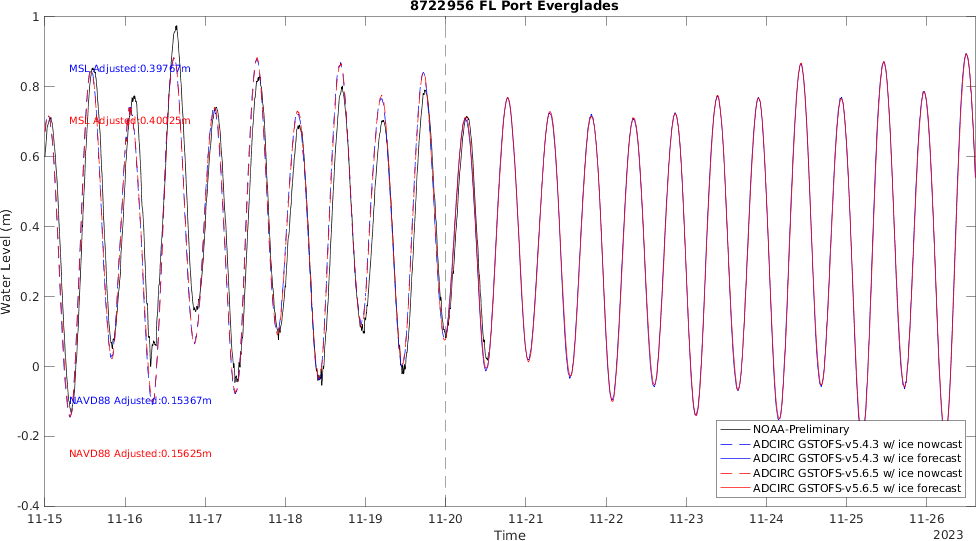 8722956 FL Port Everglades
1
MSL Adjusted:0.39767m
0.8
MSL Adjusted:0.40025m
0.6
Water Level (m)
0.4
0.2
0
NAVD88 Adjusted:0.15367m
-0.2
NAVD88 Adjusted:0.15625m
-0.4
NOAA-Preliminary
ADCIRC GSTOFS-v5.4.3 w/ ice nowcast
ADCIRC GSTOFS-v5.4.3 w/ ice forecast
ADCIRC GSTOFS-v5.6.5 w/ ice nowcast
ADCIRC GSTOFS-v5.6.5 w/ ice forecast
11-15 11-16 11-17 11-18 11-19 11-20 11-21 11-22 11-23 11-24 11-25 11-26
Time
2023